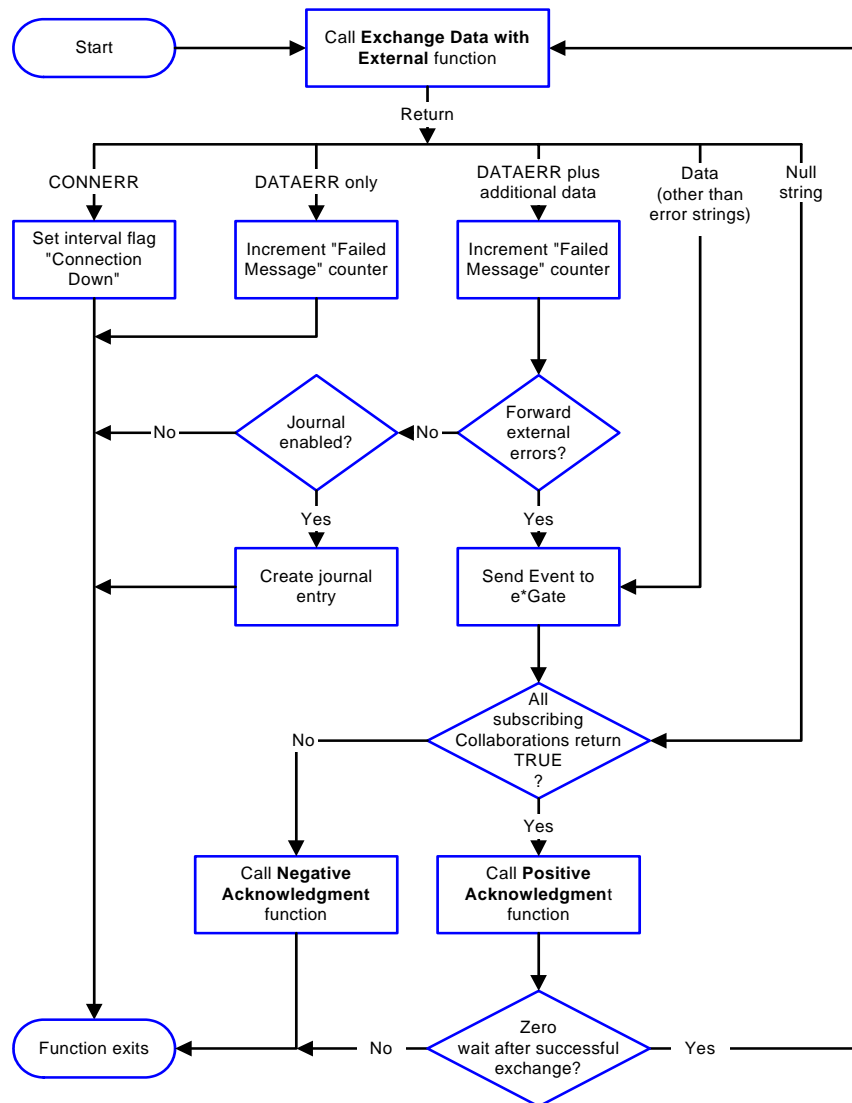 Start
Call Exchange Data with
External function
Return
CONNERR
DATAERR only
DATAERR plus
additional data
Data
(other than
error strings)
Null
string
Set interval flag
"Connection
Down"
Increment "Failed
Message" counter
Increment "Failed
Message" counter
No
Journal
enabled?
No
Forward
external
errors?
Yes
Yes
Create journal
entry
Send Event to
e*Gate
No
All
subscribing
Collaborations return
TRUE
?
Yes
Call Negative
Acknowledgment
function
Call Positive
Acknowledgment
function
Function exits
No
Zero
wait after successful
exchange?
Yes